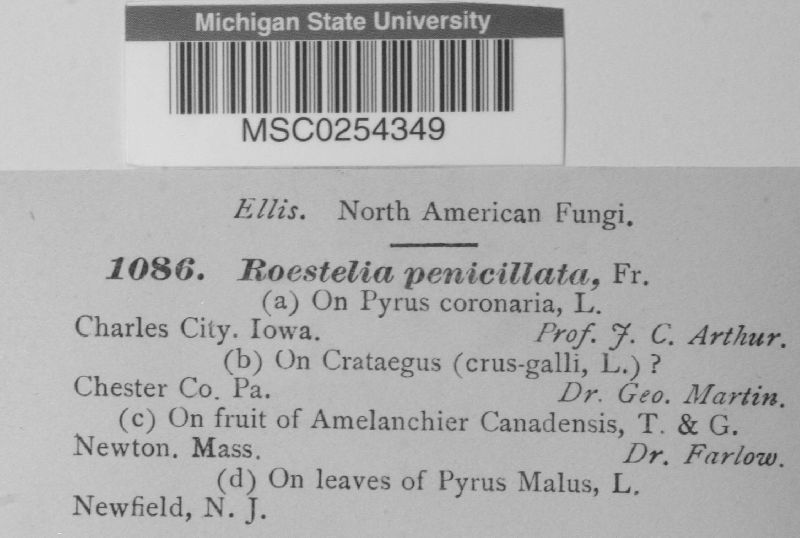 Michigan State University
MSC0254349
Ellis. North American Fungi.
1086. Roestelia penicillata, Fr.
(a) On Pyrus coronaria, L.
Charles City. Iowa. Prof. J. C. Arthur.
(b) On Crataegus (crus-galli, L.) ?
Chester Co. Pa. Dr. Geo. Martin.
(c) On fruit of Amelanchier Canadensis, T. & G.
Newton. Mass. Dr. Farlow.
(d) On leaves of Pyrus Malus, L.
Newfield, N. J.